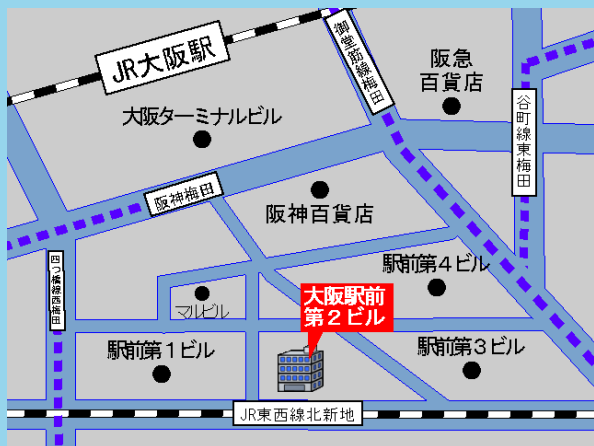 JR大阪駅
御堂筋線梅田
阪急
百貨店
大阪ターミナルビル
谷町線東梅田
阪神梅田
阪神百貨店
四つ橋線西梅田
駅前第４ビル
マルビル
大阪駅前
第２ビル
駅前第１ビル
駅前第３ビル
JR東西線北新地